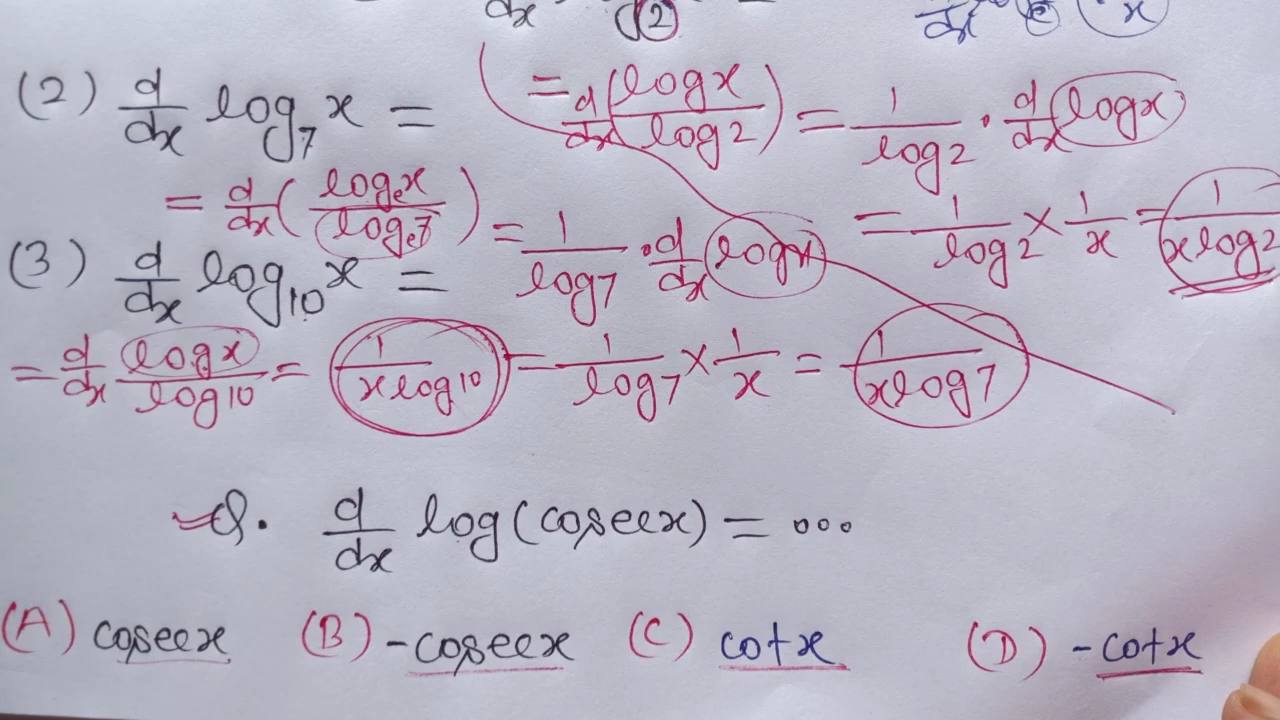 (2) d/dx log₇x =
= d/dx (logx/log2) = 1/log2 · d/dx logx
= 1/log2 × 1/x = 1/xlog2
= d/dx (logₑx/logₑ7) = 1/log7 · d/dx logx
= 1/log7 × 1/x = 1/xlog7
(3) d/dx log₁₀x =
= d/dx logx/log10 = 1/xlog10
Q. d/dx log(cosecx) = ...
(A) cosecx (B) -cosecx (C) cotx (D) -cotx